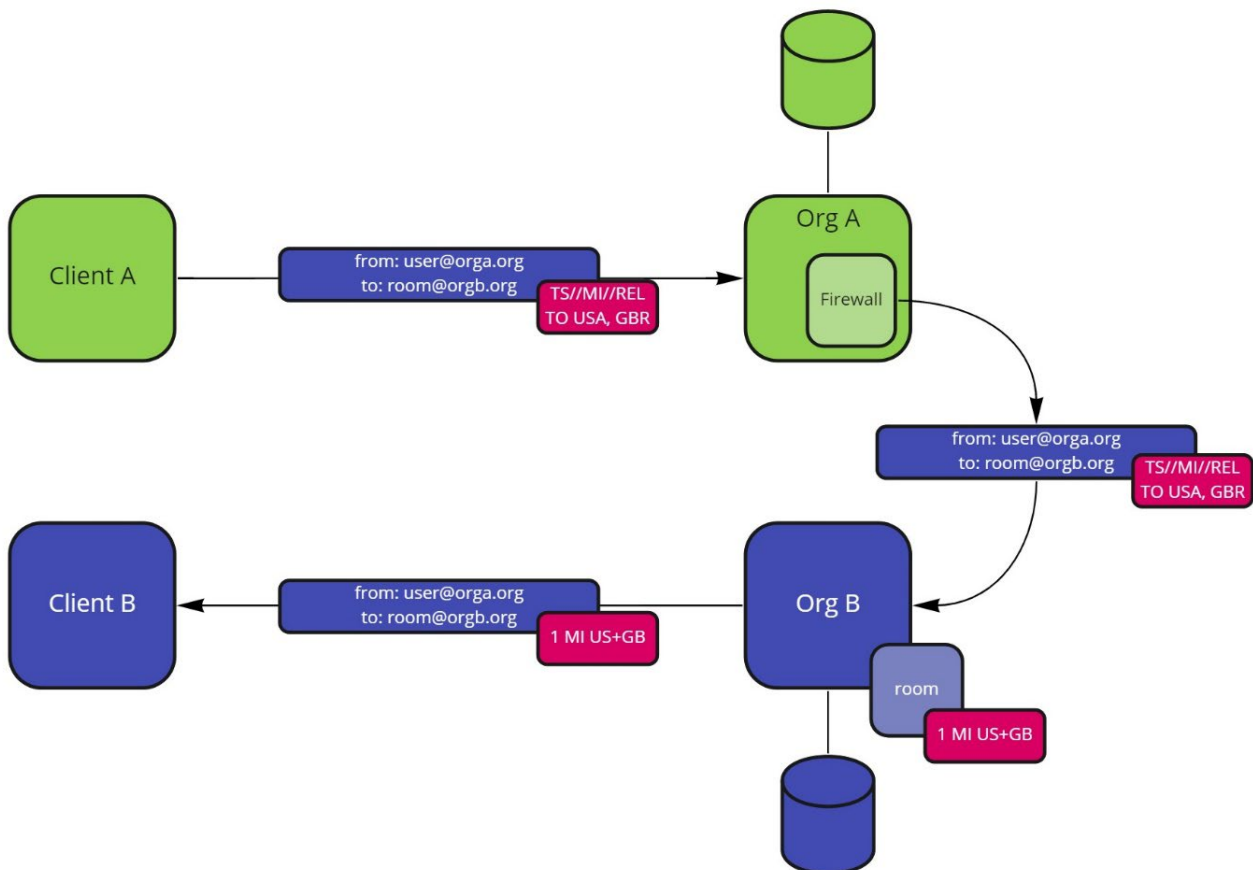 Org A
Client A
from: user@orga.org
to: room@orgb.org
TS//MI//REL
TO USA, GBR
Firewall
from: user@orga.org
to: room@orgb.org
TS//MI//REL
TO USA, GBR
Client B
from: user@orga.org
to: room@orgb.org
1 MI US+GB
Org B
room
1 MI US+GB